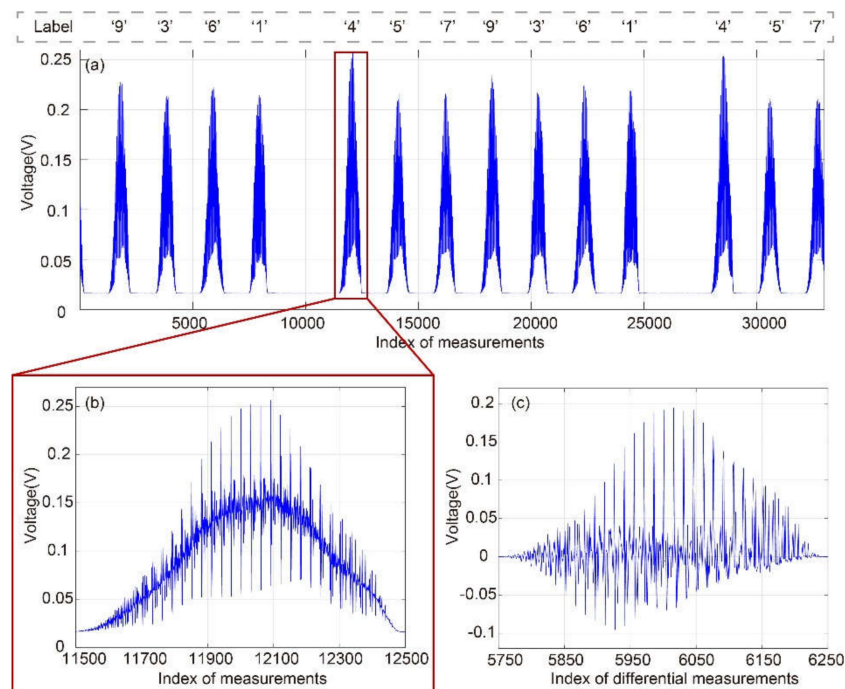 Label ‘9’ ‘3’ ‘6’ ‘1’ ‘4’ ‘5’ ‘7’ ‘9’ ‘3’ ‘6’ ‘1’ ‘4’ ‘5’ ‘7’
(a)
0.25
0.2
0.15
0.1
0.05
0
Voltage(V)
5000 10000 15000 20000 25000 30000
Index of measurements
(b)
0.25
0.2
0.15
0.1
0.05
0
Voltage(V)
11500 11700 11900 12100 12300 12500
Index of measurements
(c)
0.2
0.15
0.1
0.05
0
-0.05
-0.1
Voltage(V)
5750 5850 5950 6050 6150 6250
Index of differential measurements